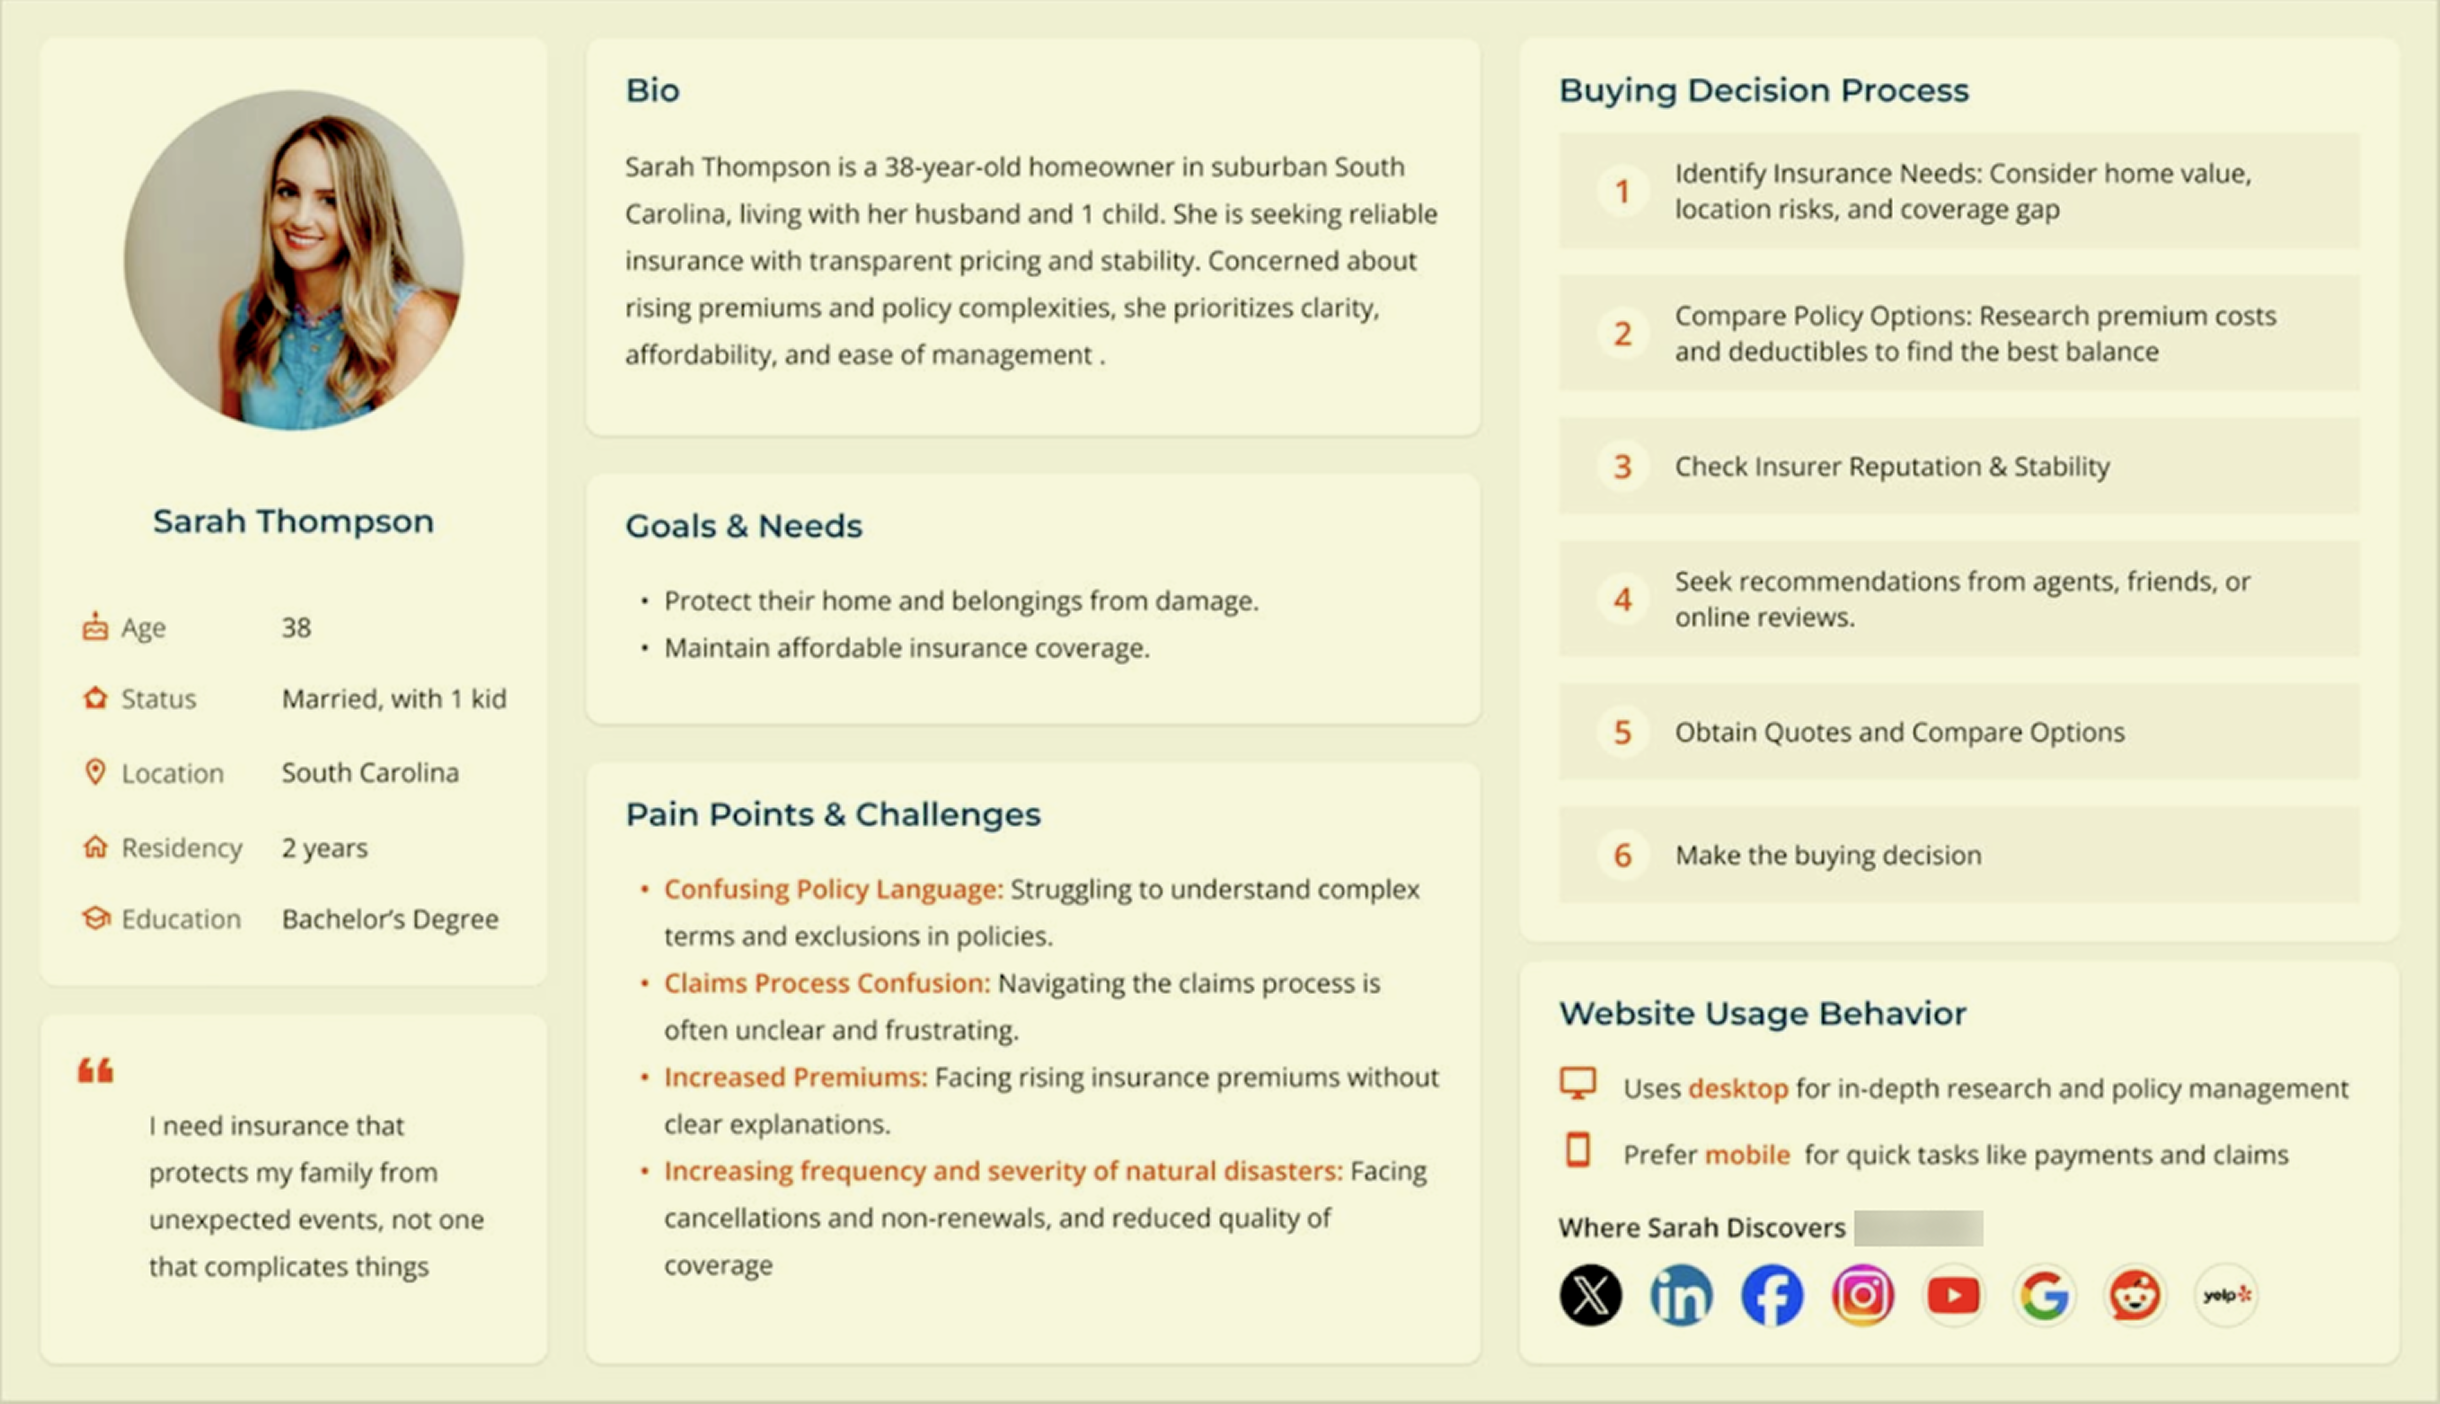 Sarah Thompson
Age 38
Status Married, with 1 kid
Location South Carolina
Residency 2 years
Education Bachelor’s Degree
“
I need insurance that
protects my family from
unexpected events, not one
that complicates things
Bio
Sarah Thompson is a 38-year-old homeowner in suburban South
Carolina, living with her husband and 1 child. She is seeking reliable
insurance with transparent pricing and stability. Concerned about
rising premiums and policy complexities, she prioritizes clarity,
affordability, and ease of management .
Goals & Needs
• Protect their home and belongings from damage.
• Maintain affordable insurance coverage.
Pain Points & Challenges
• Confusing Policy Language: Struggling to understand complex
terms and exclusions in policies.
• Claims Process Confusion: Navigating the claims process is
often unclear and frustrating.
• Increased Premiums: Facing rising insurance premiums without
clear explanations.
• Increasing frequency and severity of natural disasters: Facing
cancellations and non-renewals, and reduced quality of
coverage
Buying Decision Process
1 Identify Insurance Needs: Consider home value,
location risks, and coverage gap
2 Compare Policy Options: Research premium costs
and deductibles to find the best balance
3 Check Insurer Reputation & Stability
4 Seek recommendations from agents, friends, or
online reviews.
5 Obtain Quotes and Compare Options
6 Make the buying decision
Website Usage Behavior
Uses desktop for in-depth research and policy management
Prefer mobile for quick tasks like payments and claims
Where Sarah Discovers
X in f G yelp